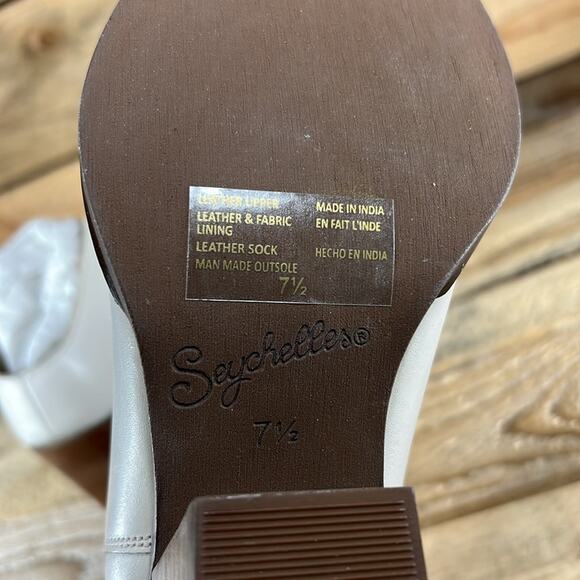 LEATHER UPPER
LEATHER & FABRIC
LINING
LEATHER SOCK
MAN MADE OUTSOLE
MADE IN INDIA
EN FAIT L'INDE
HECHO EN INDIA
7½
Seychelles®
7½